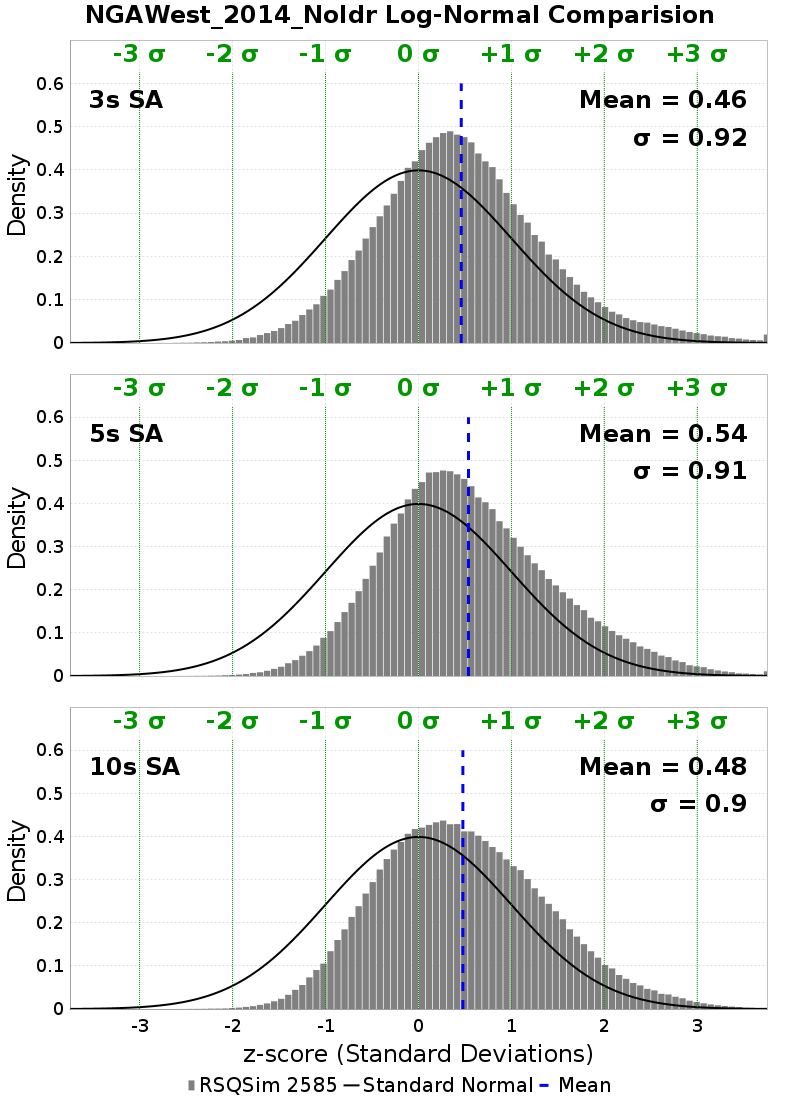 NGAWest_2014_NoIdr Log-Normal Comparision
-3 σ -2 σ -1 σ 0 σ +1 σ +2 σ +3 σ
0.6
3s SA Mean = 0.46
0.5
σ = 0.92
0.4
0.3
0.2
0.1
0
Density
-3 σ -2 σ -1 σ 0 σ +1 σ +2 σ +3 σ
0.6
5s SA Mean = 0.54
0.5
σ = 0.91
0.4
0.3
0.2
0.1
0
Density
-3 σ -2 σ -1 σ 0 σ +1 σ +2 σ +3 σ
0.6
10s SA Mean = 0.48
0.5
σ = 0.9
0.4
0.3
0.2
0.1
0
Density
-3 -2 -1 0 1 2 3
z-score (Standard Deviations)
RSQSim 2585 Standard Normal Mean